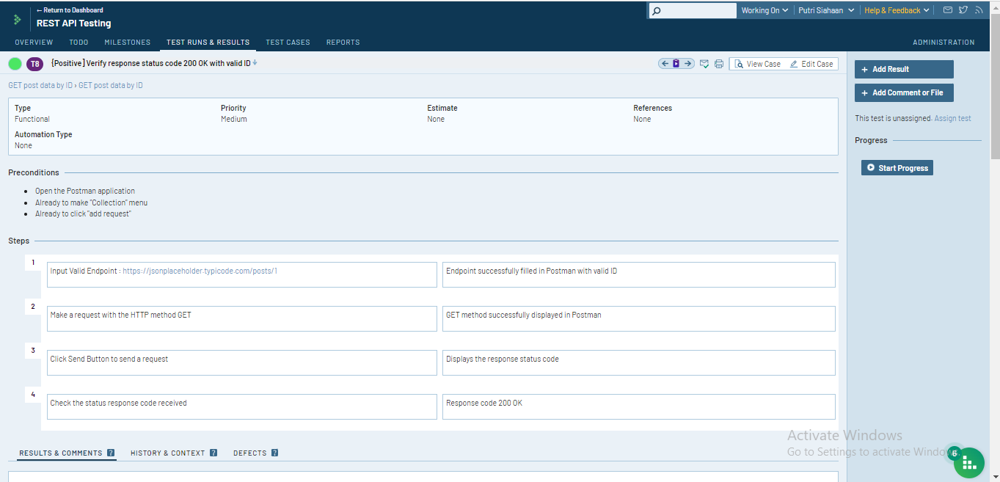 ← Return to Dashboard
REST API Testing
Working On
Putri Siahaan
Help & Feedback
OVERVIEW TODO MILESTONES TEST RUNS & RESULTS TEST CASES REPORTS ADMINISTRATION
T8 [Positive] Verify response status code 200 OK with valid ID
View Case Edit Case
+ Add Result
GET post data by ID › GET post data by ID
+ Add Comment or File
Type Priority Estimate References
Functional Medium None None
This test is unassigned. Assign test
Automation Type
None
Progress
Start Progress
Preconditions
• Open the Postman application
• Already to make "Collection" menu
• Already to click "add request"
Steps
1 Input Valid Endpoint : https://jsonplaceholder.typicode.com/posts/1 Endpoint successfully filled in Postman with valid ID
2 Make a request with the HTTP method GET GET method successfully displayed in Postman
3 Click Send Button to send a request Displays the response status code
4 Check the status response code received Response code 200 OK
Activate Windows
Go to Settings to activate Windo
6
RESULTS & COMMENTS ? HISTORY & CONTEXT ? DEFECTS ?